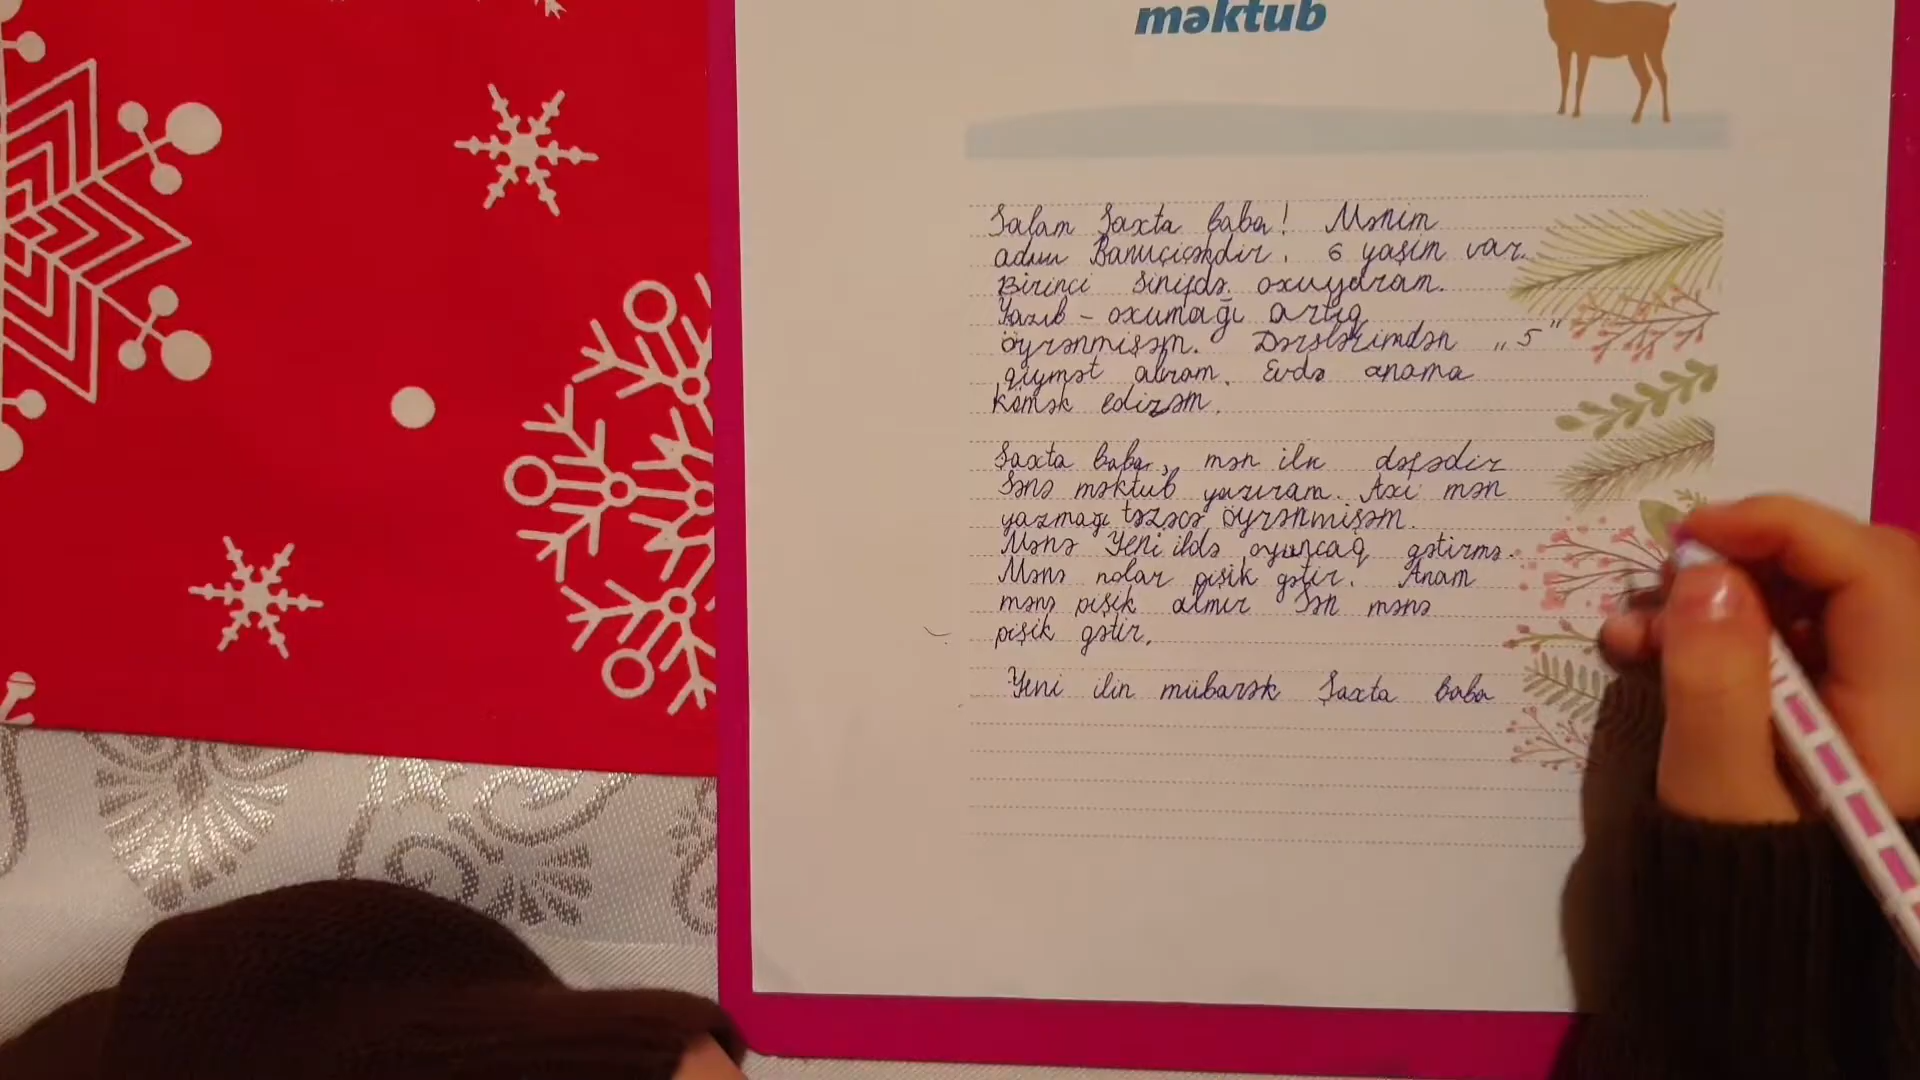 məktub
Salam Şaxta baba! Mənim
adım Banuçiçəkdir. 6 yaşım var.
Birinci sinifdə oxuyuram.
Yazıb - oxumağı artıq
öyrənmişəm. Dərslərimdən „5"
qiymət alıram. Evdə anama
kömək edirəm.
Şaxta baba, mən ilk dəfədir
Sənə məktub yazıram. Axı mən
yazmağı təzəcə öyrənmişəm.
Mənə Yeni ildə oyuncaq gətirmə.
Mənə nolar pişik gətir. Anam
mənə pişik almır Sən mənə
pişik gətir.
Yeni ilin mübarək Şaxta baba